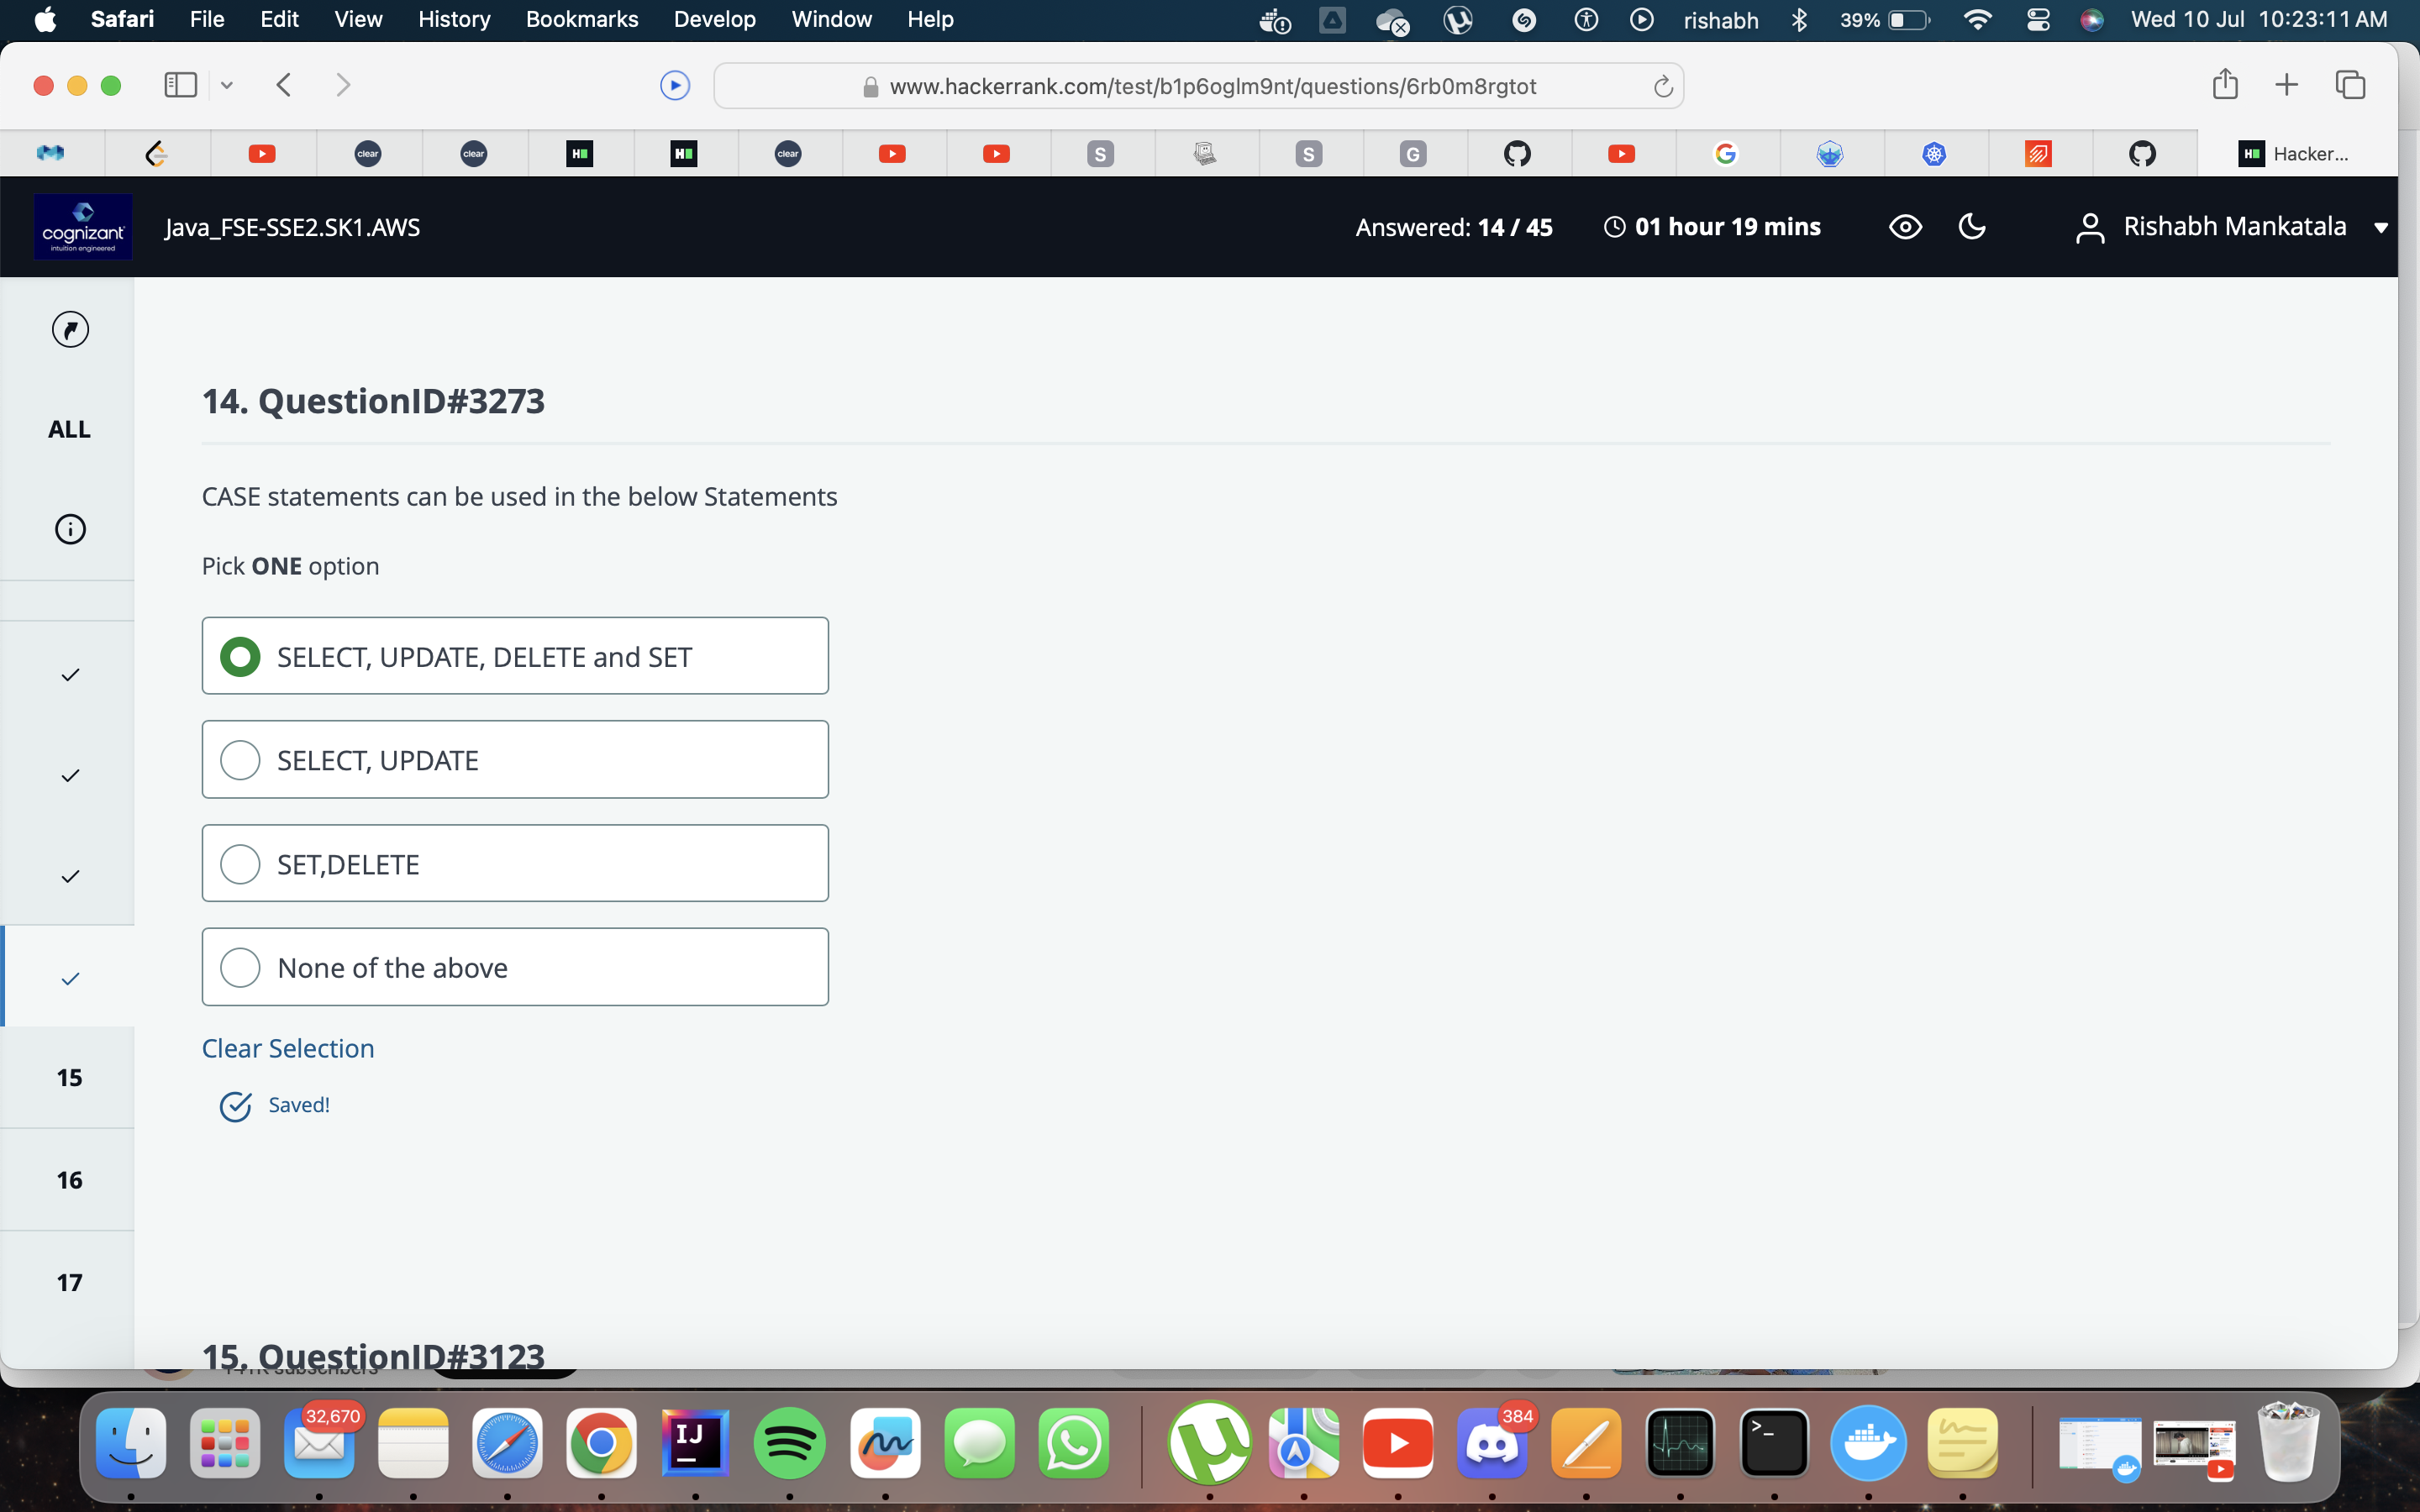 Safari File Edit View History Bookmarks Develop Window Help rishabh 39% Wed 10 Jul 10:23:11 AM
www.hackerrank.com/test/b1p6oglm9nt/questions/6rb0m8rgtot
clear clear H H clear S S G G H Hacker...
cognizant
intuition engineered
Java_FSE-SSE2.SK1.AWS
Answered: 14 / 45
01 hour 19 mins
Rishabh Mankatala
ALL
14. QuestionID#3273
CASE statements can be used in the below Statements
Pick ONE option
SELECT, UPDATE, DELETE and SET
SELECT, UPDATE
SET,DELETE
None of the above
Clear Selection
Saved!
15
16
17
15. QuestionID#3123
32,670
IJ
384
>_